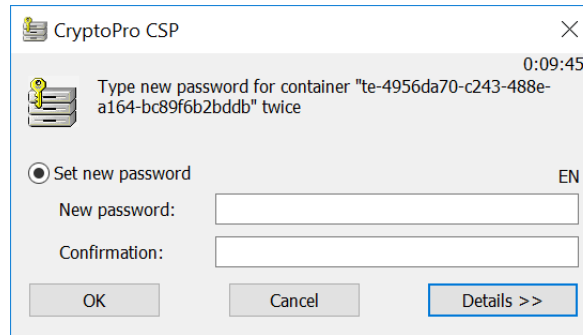 CryptoPro CSP
0:09:45
Type new password for container "te-4956da70-c243-488e-
a164-bc89f6b2bddb" twice
Set new password
EN
New password:
Confirmation:
OK
Cancel
Details >>